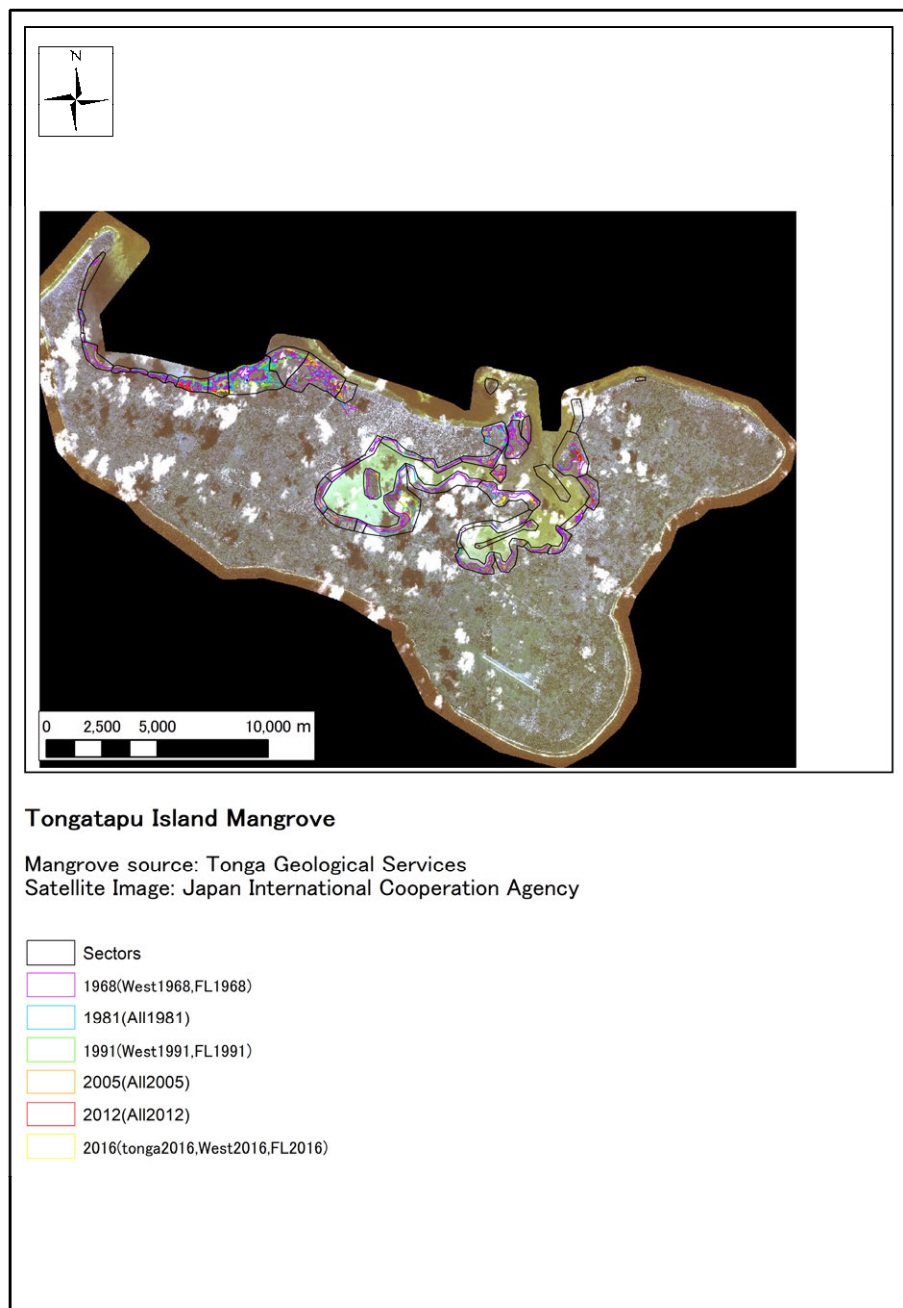 N
0 2,500 5,000 10,000 m
Tongatapu Island Mangrove
Mangrove source: Tonga Geological Services
Satellite Image: Japan International Cooperation Agency
Sectors
1968(West1968,FL1968)
1981(All1981)
1991(West1991,FL1991)
2005(All2005)
2012(All2012)
2016(tonga2016,West2016,FL2016)